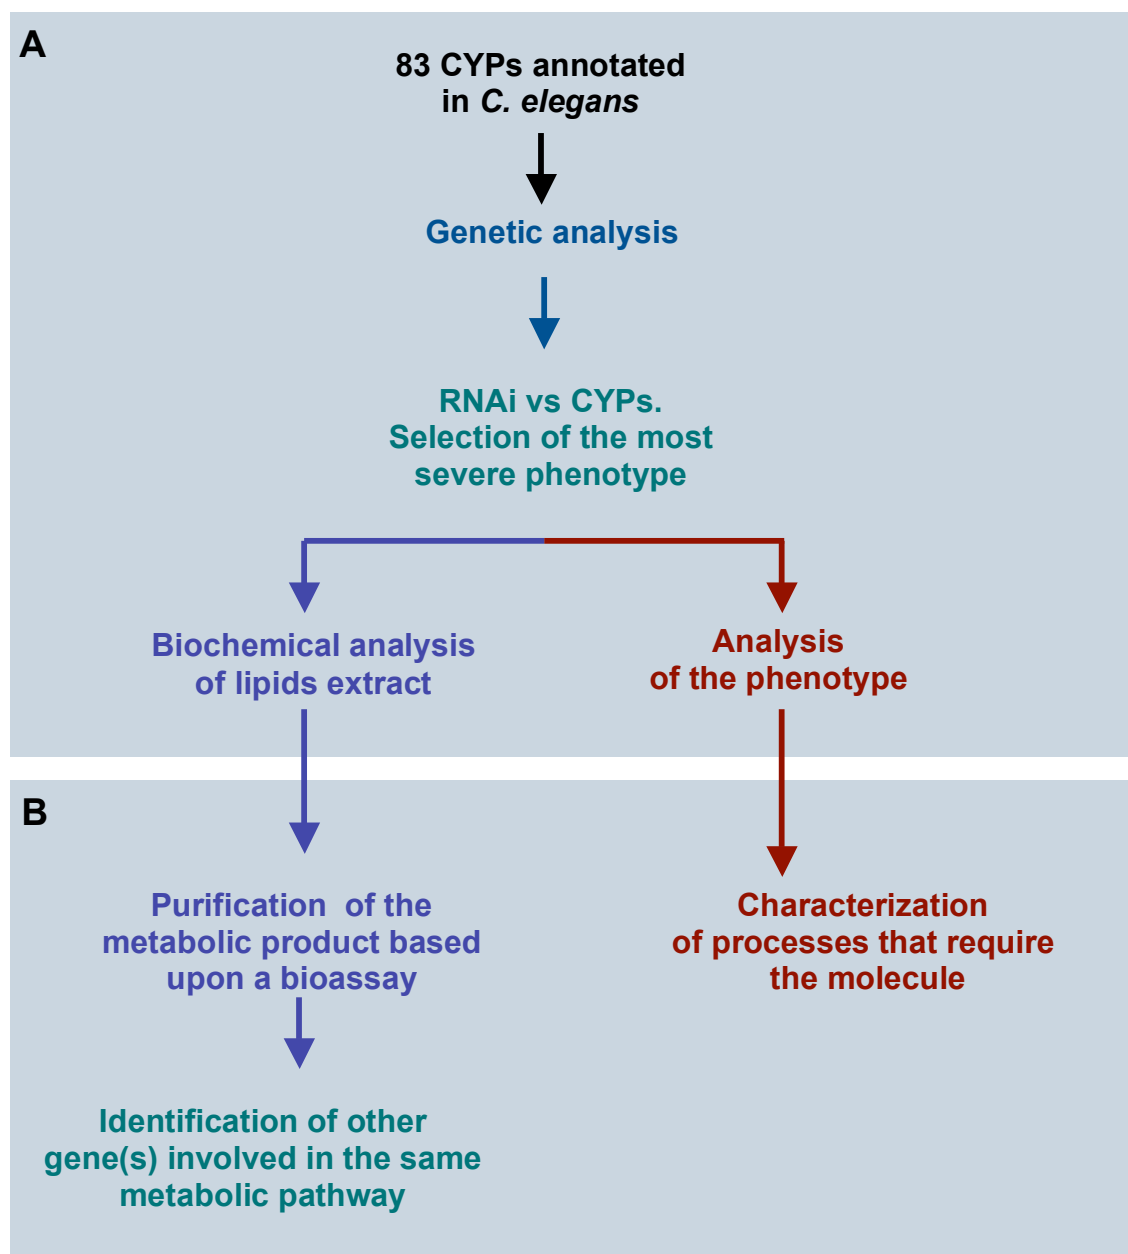 A
83 CYPs annotated
in C. elegans
Genetic analysis
RNAi vs CYPs.
Selection of the most
severe phenotype
Biochemical analysis
of lipids extract
Analysis
of the phenotype
B
Purification of the
metabolic product based
upon a bioassay
Characterization
of processes that require
the molecule
Identification of other
gene(s) involved in the same
metabolic pathway